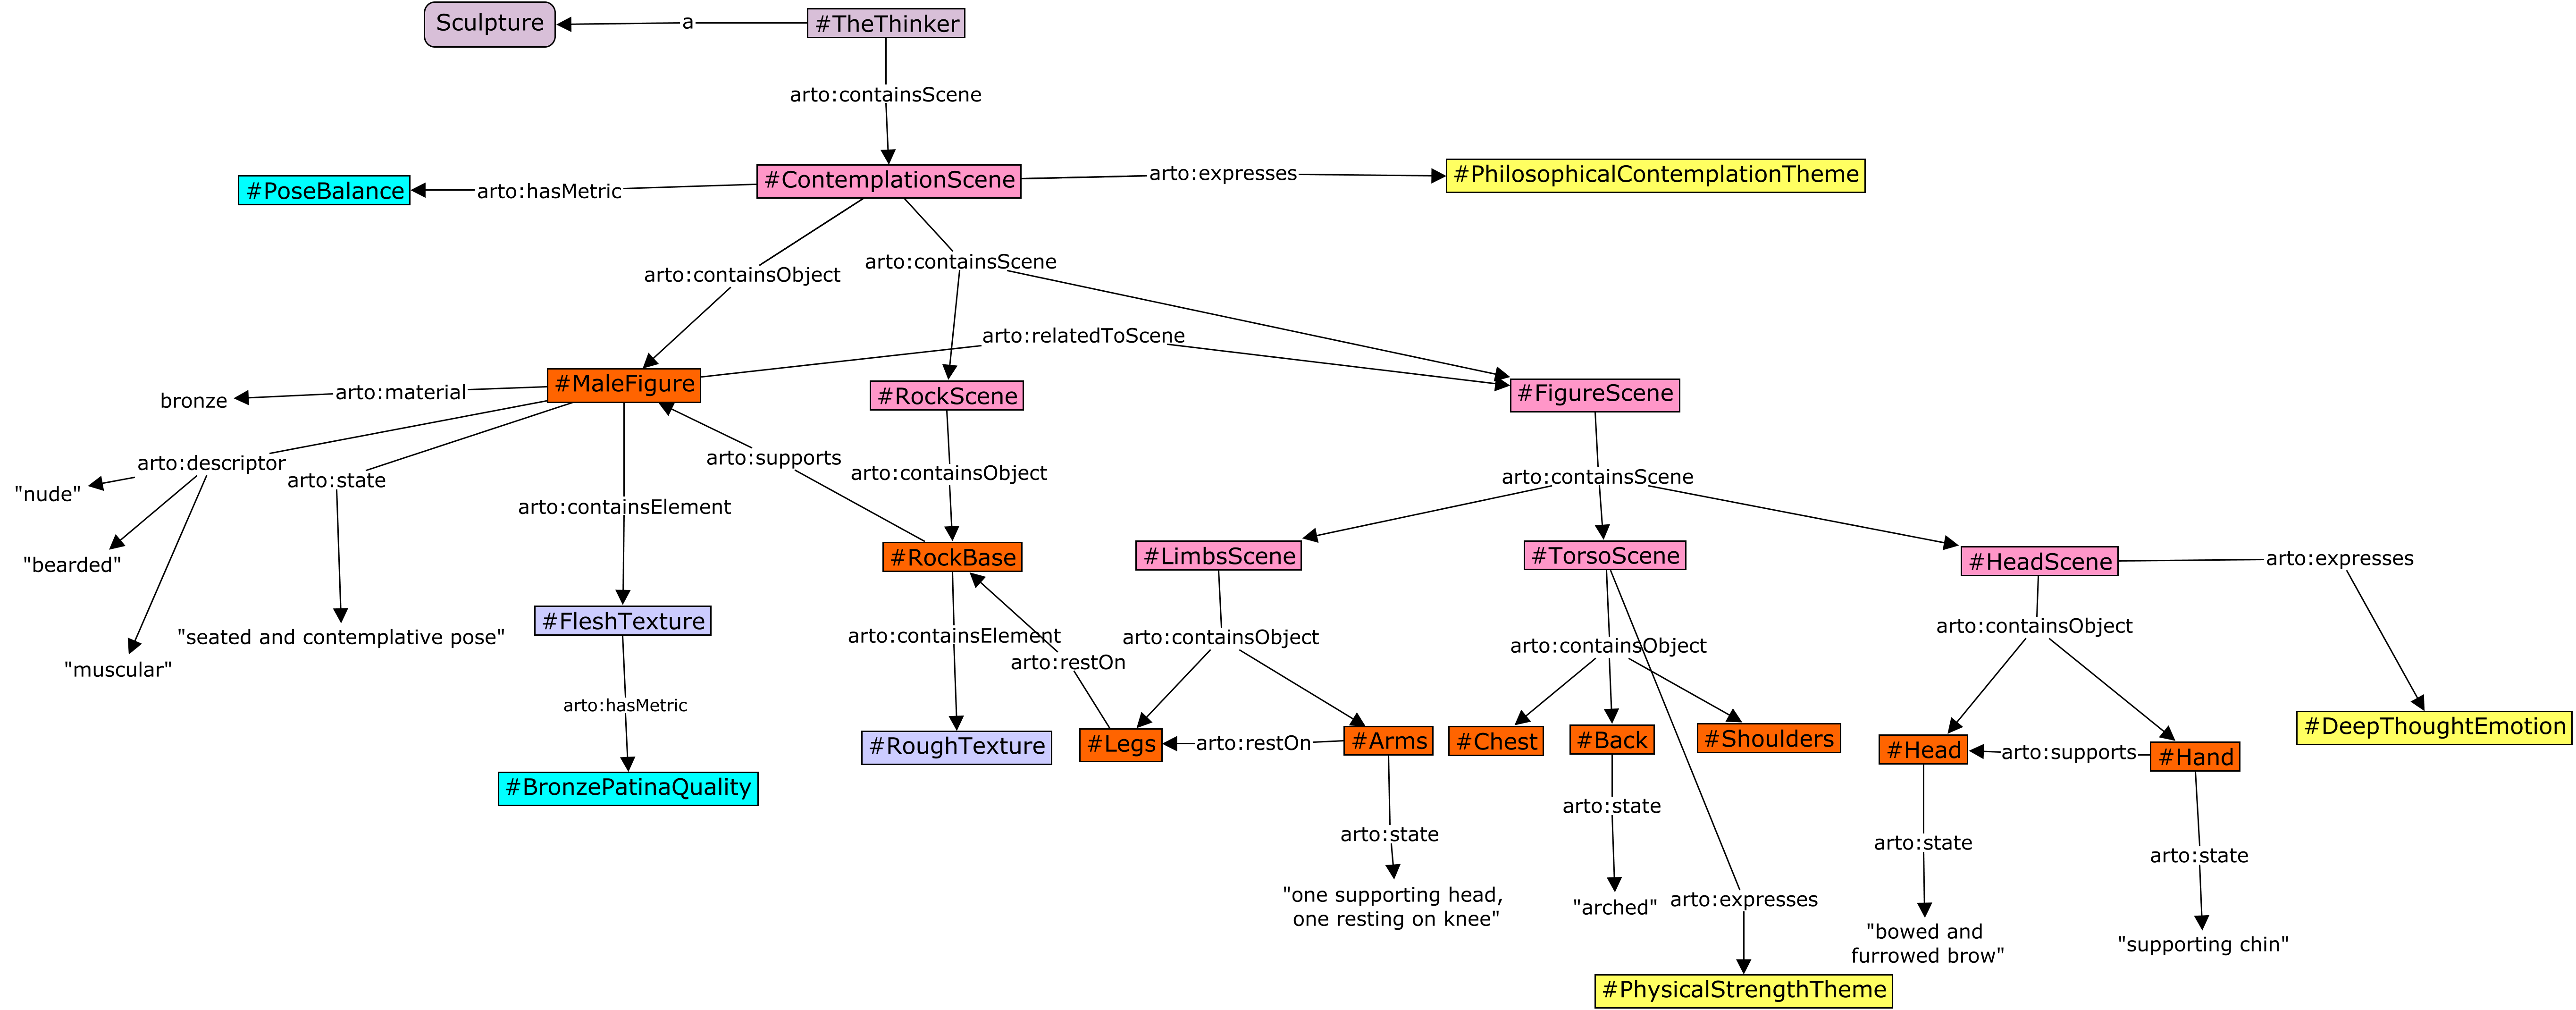 Sculpture
a
#TheThinker
arto:containsScene
#PoseBalance
arto:hasMetric
#ContemplationScene
arto:expresses
#PhilosophicalContemplationTheme
arto:containsObject
arto:containsScene
arto:relatedToScene
bronze
arto:material
#MaleFigure
#RockScene
#FigureScene
arto:descriptor
arto:state
arto:supports
arto:containsObject
arto:containsScene
"nude"
"bearded"
"muscular"
"seated and contemplative pose"
arto:containsElement
#RockBase
#LimbsScene
#TorsoScene
#HeadScene
arto:expresses
#FleshTexture
arto:containsElement
arto:restOn
arto:containsObject
arto:containsObject
arto:containsObject
arto:hasMetric
#BronzePatinaQuality
#RoughTexture
#Legs
arto:restOn
#Arms
#Chest
#Back
#Shoulders
#Head
arto:supports
#Hand
#DeepThoughtEmotion
arto:state
"one supporting head,
one resting on knee"
arto:state
"arched"
arto:expresses
arto:state
"bowed and
furrowed brow"
arto:state
"supporting chin"
#PhysicalStrengthTheme